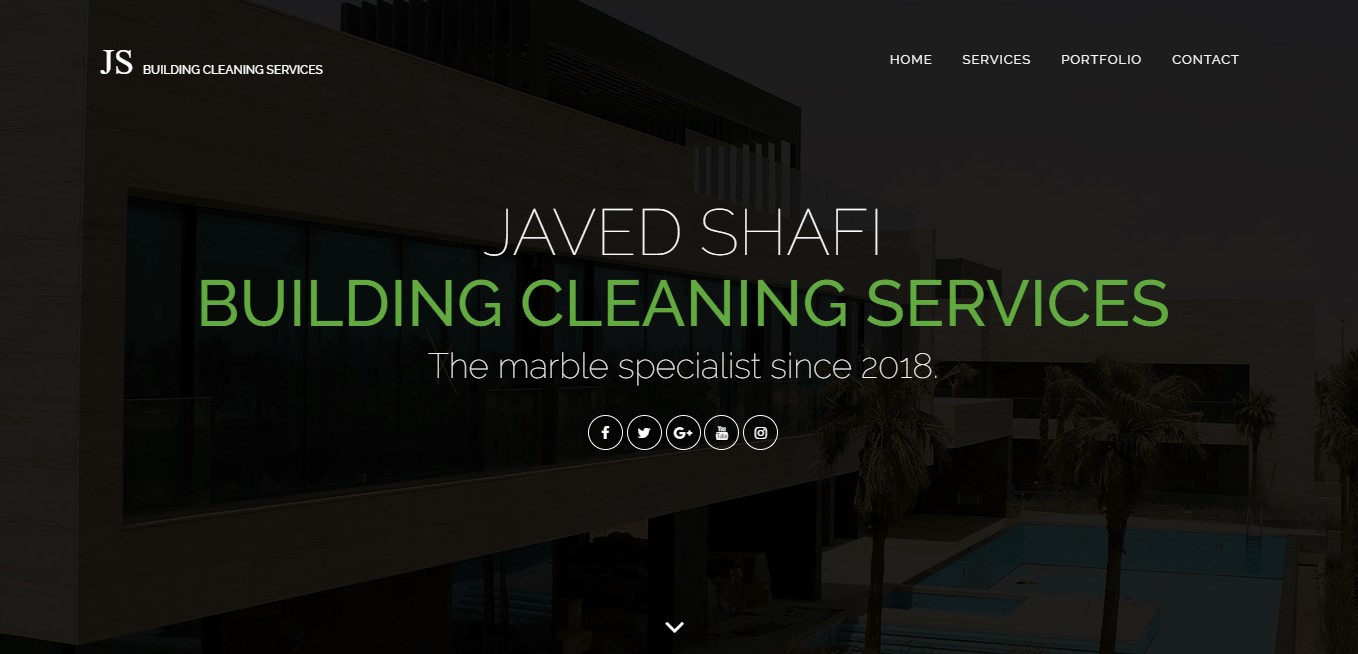 JS BUILDING CLEANING SERVICES
HOME SERVICES PORTFOLIO CONTACT
JAVED SHAFI
BUILDING CLEANING SERVICES
The marble specialist since 2018.